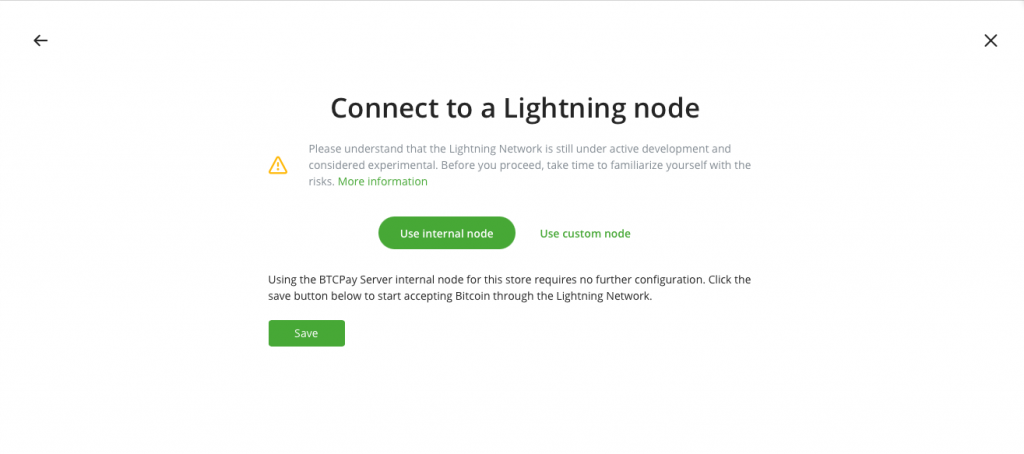 Connect to a Lightning node
Please understand that the Lightning Network is still under active development and
considered experimental. Before you proceed, take time to familiarize yourself with the
risks. More information
Use internal node
Use custom node
Using the BTCPay Server internal node for this store requires no further configuration. Click the
save button below to start accepting Bitcoin through the Lightning Network.
Save